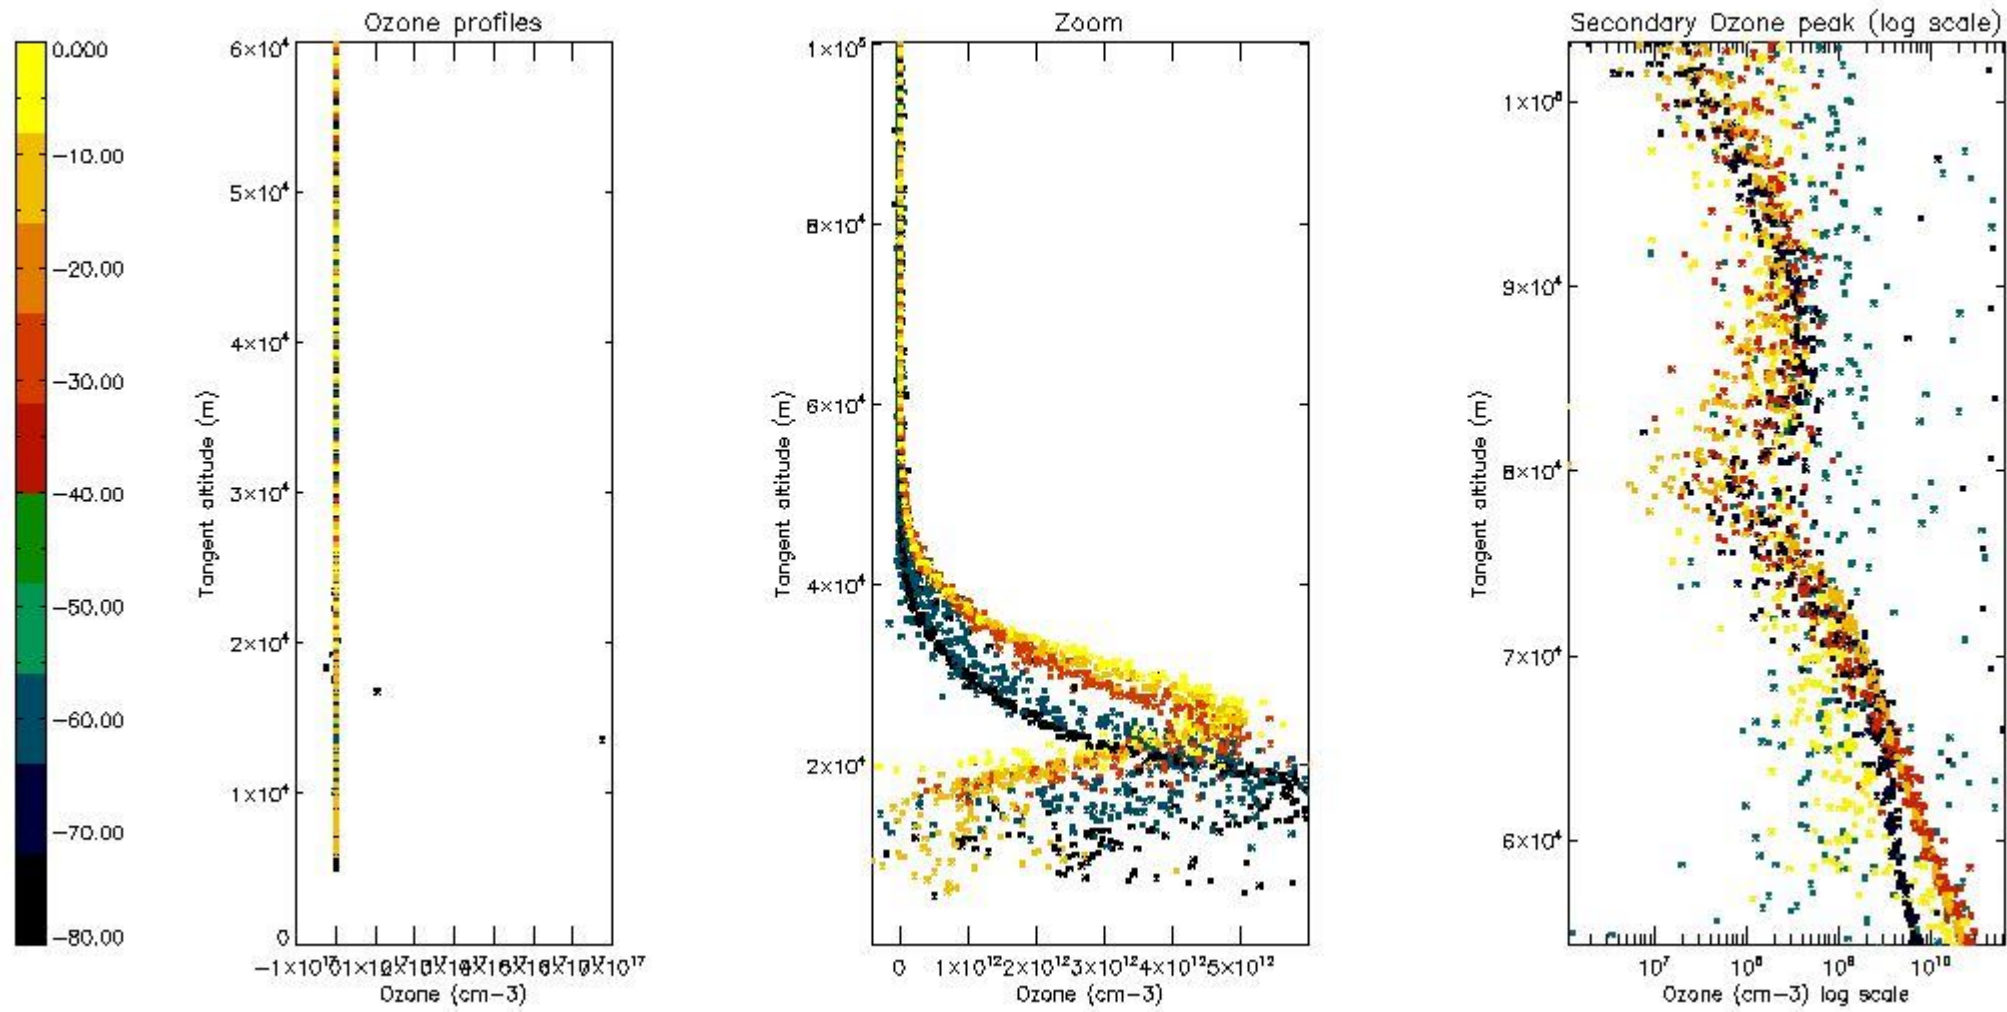 Ozone profiles
Zoom
Secondary Ozone peak (log scale)
0.000
-10.00
-20.00
-30.00
-40.00
-50.00
-60.00
-70.00
-80.00
6×10⁴
5×10⁴
4×10⁴
3×10⁴
2×10⁴
1×10⁴
0
Tangent altitude (m)
Ozone (cm-3)
1×10⁵
8×10⁴
6×10⁴
4×10⁴
2×10⁴
Tangent altitude (m)
0 1×10¹² 2×10¹² 3×10¹² 4×10¹² 5×10¹²
Ozone (cm-3)
9×10⁴
8×10⁴
7×10⁴
6×10⁴
Tangent altitude (m)
10⁷ 10⁸ 10⁹ 10¹⁰
Ozone (cm-3) log scale